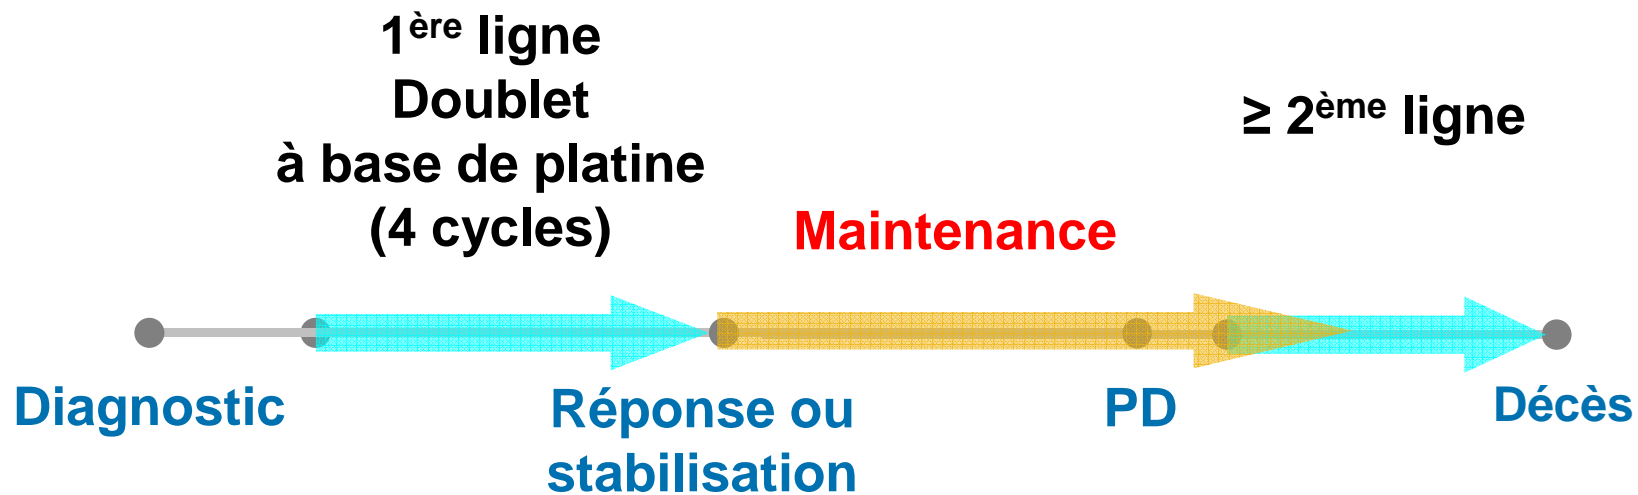 1ère ligne
Doublet
à base de platine
(4 cycles)
≥ 2ème ligne
Maintenance
Diagnostic
Réponse ou
stabilisation
PD
Décès